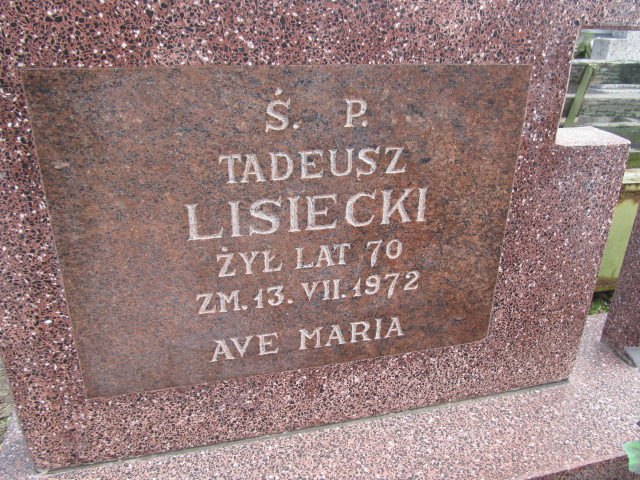 Ś. P.
TADEUSZ
LISIECKI
ŻYŁ LAT 70
ZM. 13. VII. 1972
AVE MARIA